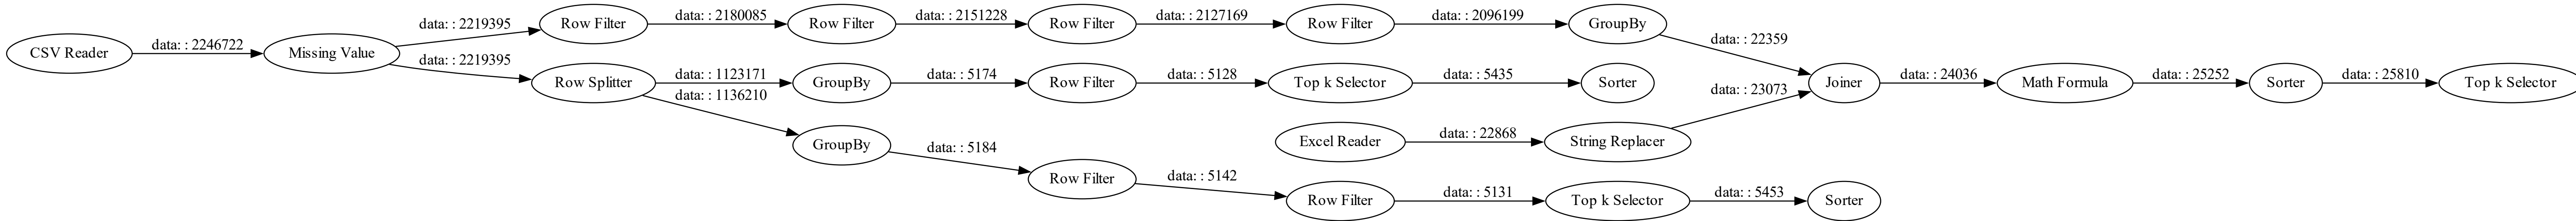 CSV Reader
data: : 2246722
Missing Value
data: : 2219395
Row Filter
data: : 2180085
Row Filter
data: : 2151228
Row Filter
data: : 2127169
Row Filter
data: : 2096199
GroupBy
data: : 22359
data: : 2219395
Row Splitter
data: : 1123171
GroupBy
data: : 5174
Row Filter
data: : 5128
Top k Selector
data: : 5435
Sorter
data: : 1136210
GroupBy
data: : 5184
Row Filter
data: : 5142
Row Filter
data: : 5131
Top k Selector
data: : 5453
Sorter
Excel Reader
data: : 22868
String Replacer
data: : 23073
Joiner
data: : 24036
Math Formula
data: : 25252
Sorter
data: : 25810
Top k Selector